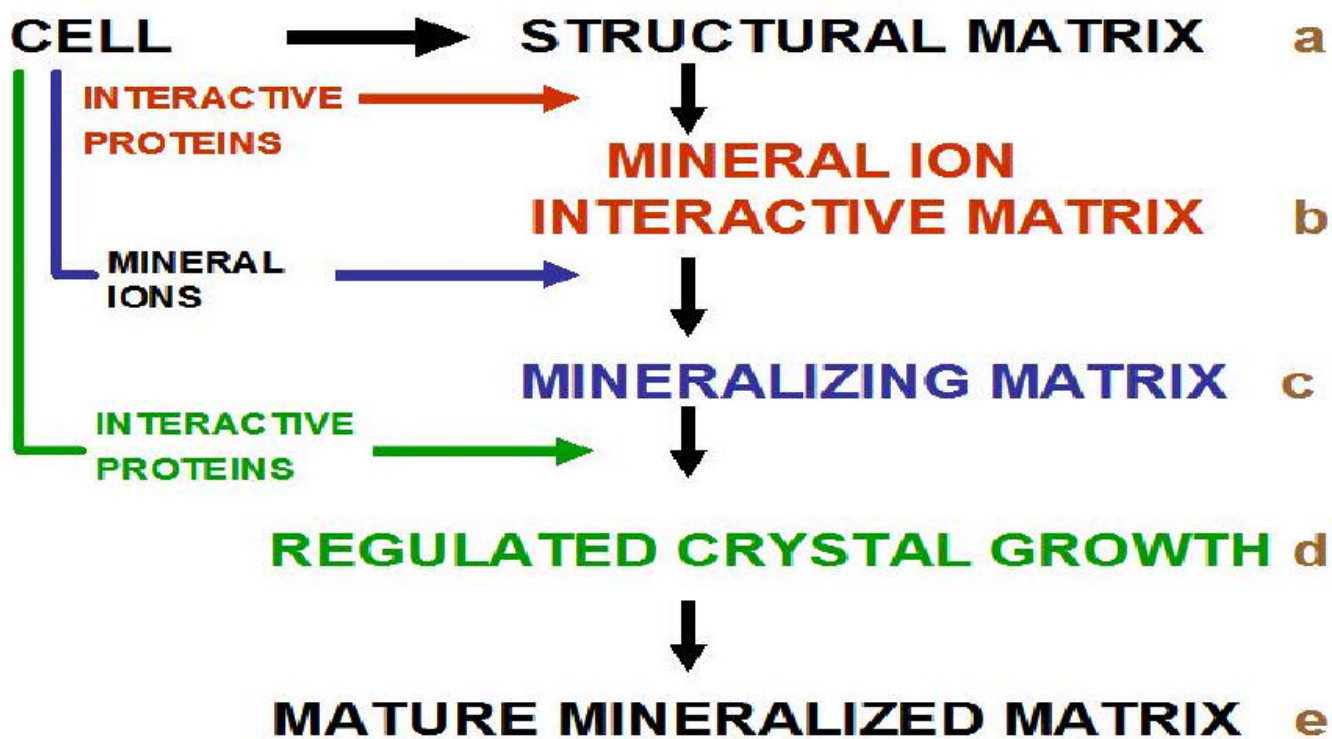 CELL STRUCTURAL MATRIX a
INTERACTIVE
PROTEINS
MINERAL ION
INTERACTIVE MATRIX b
MINERAL
IONS
MINERALIZING MATRIX c
INTERACTIVE
PROTEINS
REGULATED CRYSTAL GROWTH d
MATURE MINERALIZED MATRIX e